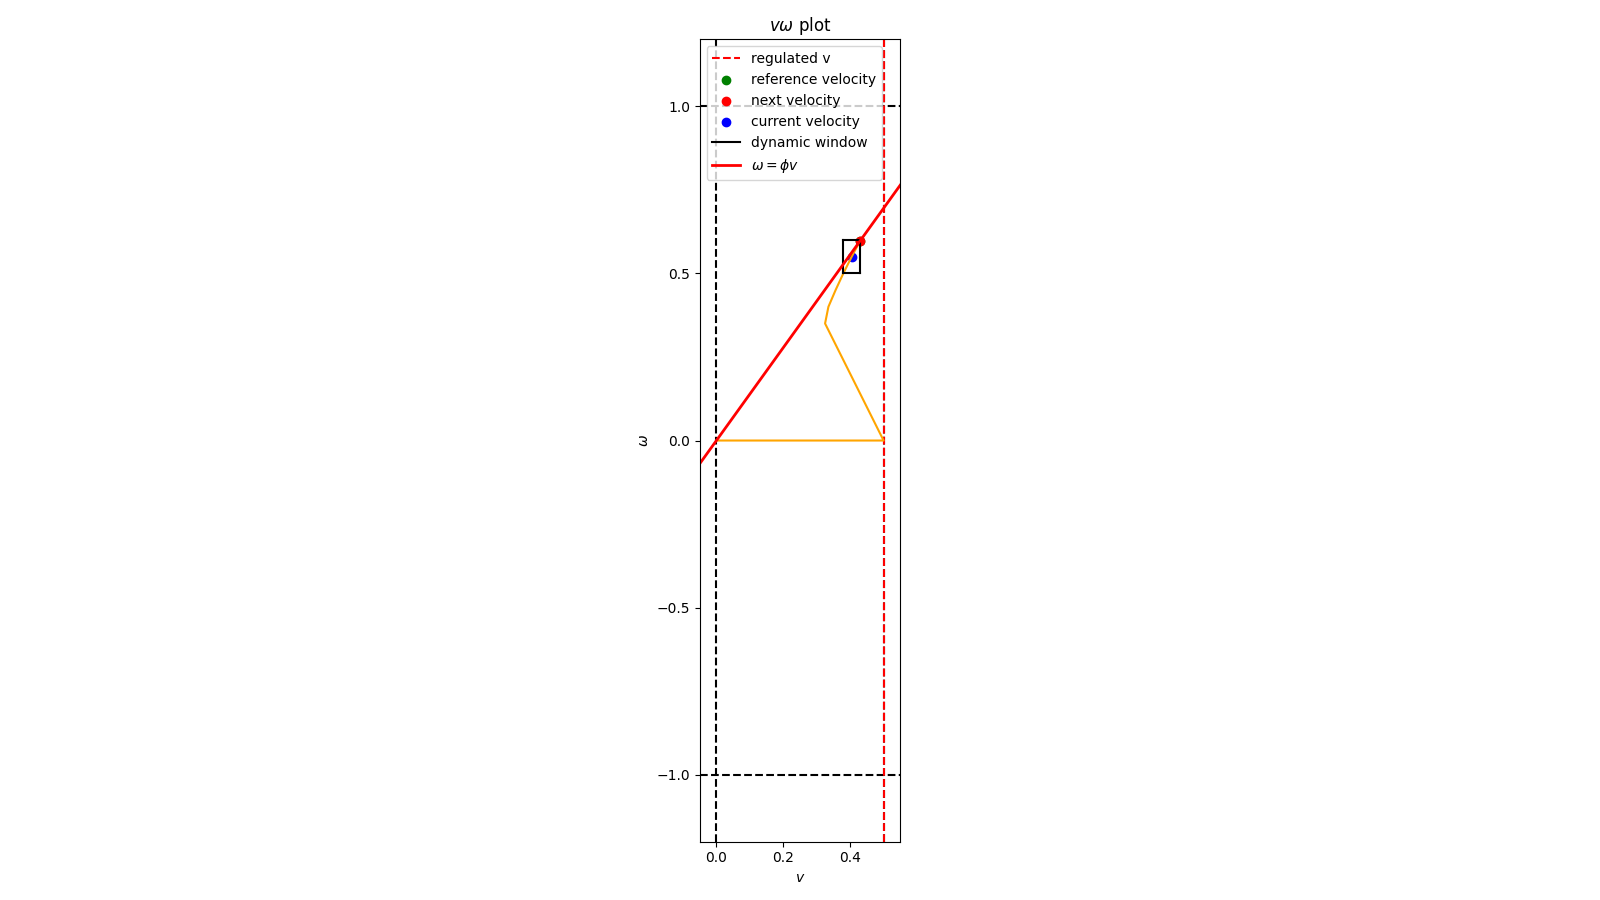 vω plot
regulated v
reference velocity
next velocity
current velocity
dynamic window
ω = ϕv
1.0
0.5
0.0
−0.5
−1.0
ω
0.0 0.2 0.4
v